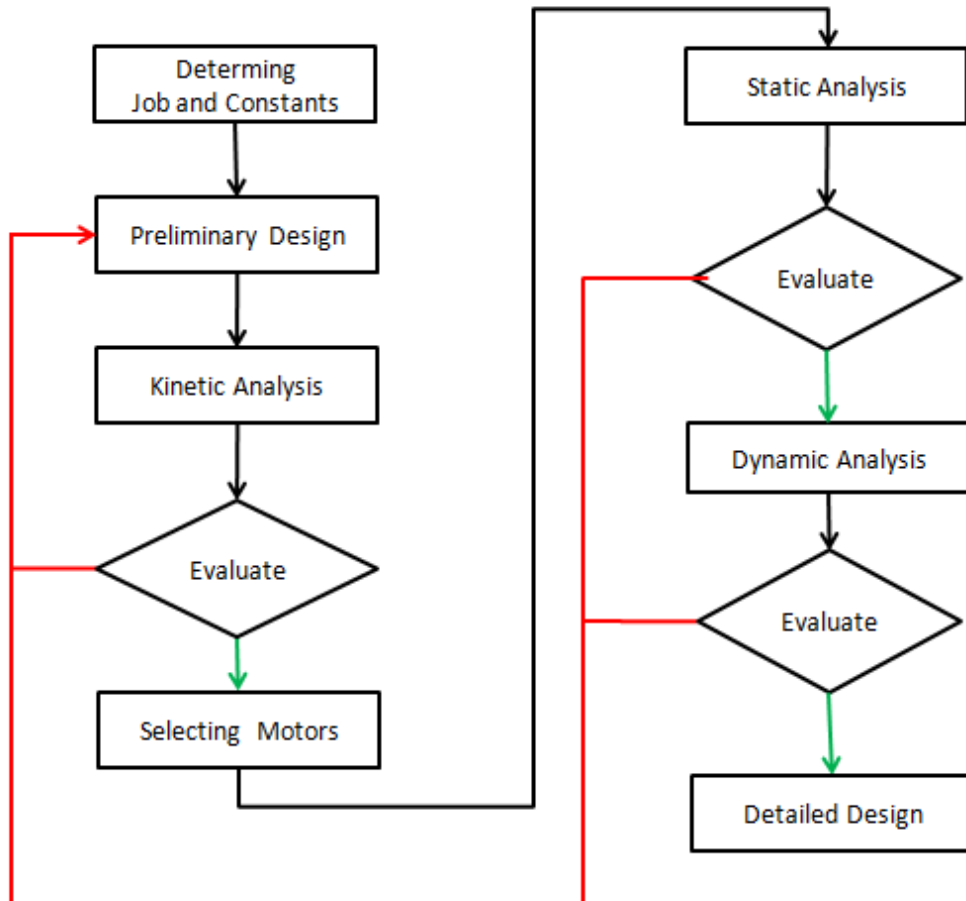 Determing
Job and Constants
Preliminary Design
Kinetic Analysis
Evaluate
Selecting Motors
Static Analysis
Evaluate
Dynamic Analysis
Evaluate
Detailed Design